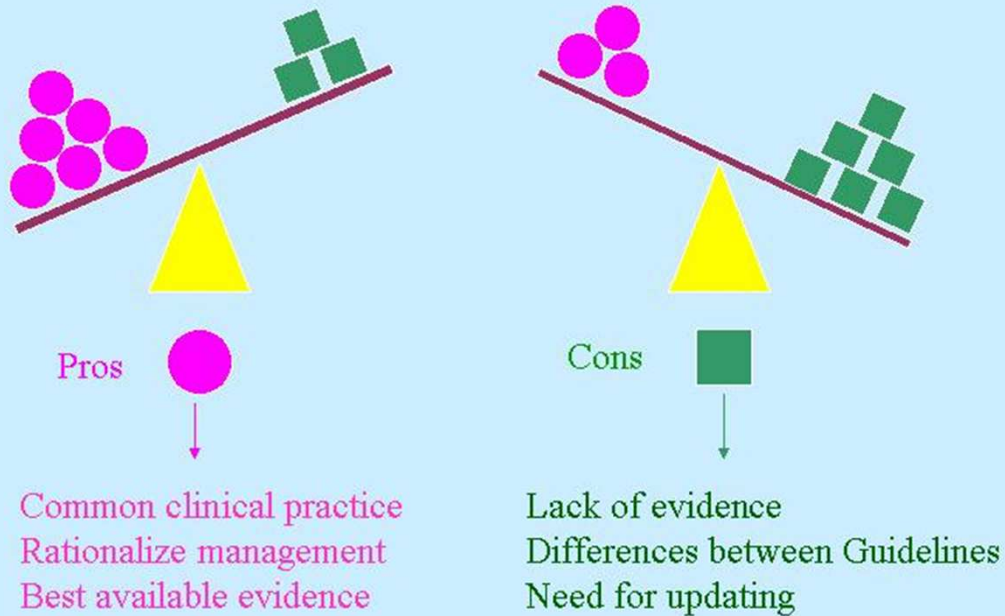 Pros
Cons
Common clinical practice
Rationalize management
Best available evidence
Lack of evidence
Differences between Guidelines
Need for updating